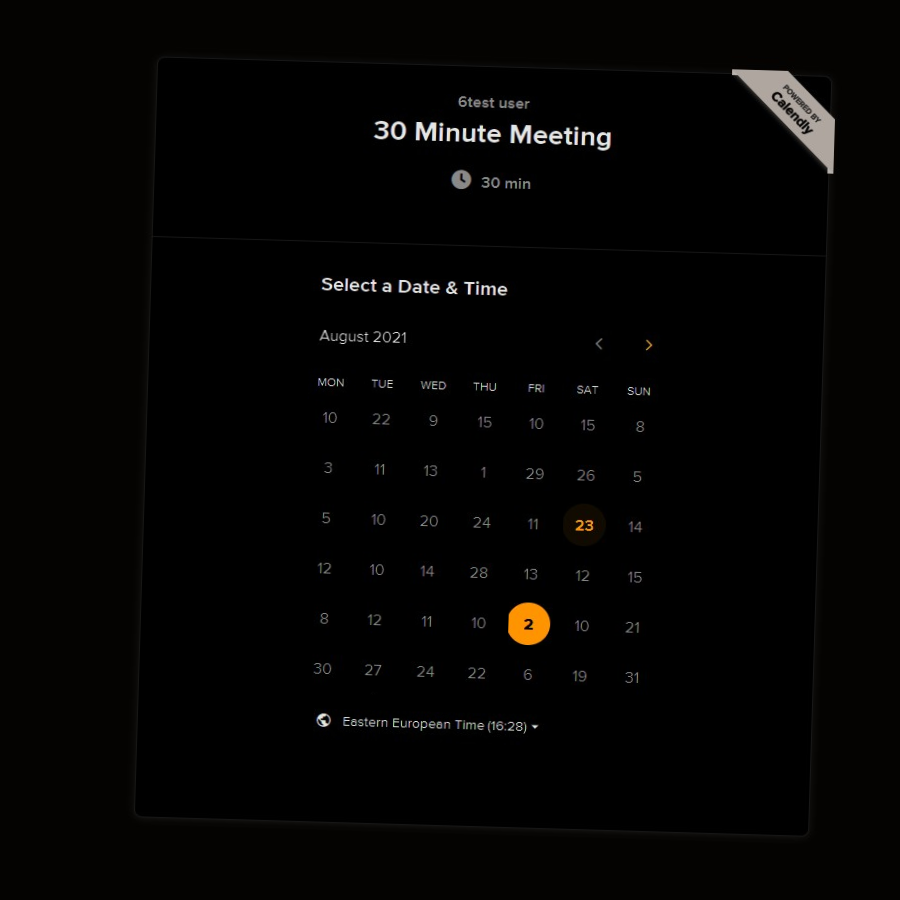 POWERED BY
Calendly
6test user
30 Minute Meeting
30 min
Select a Date & Time
August 2021
MON TUE WED THU FRI SAT SUN
10 22 9 15 10 15 8
3 11 13 1 29 26 5
5 10 20 24 11 23 14
12 10 14 28 13 12 15
8 12 11 10 2 10 21
30 27 24 22 6 19 31
Eastern European Time (16:28)